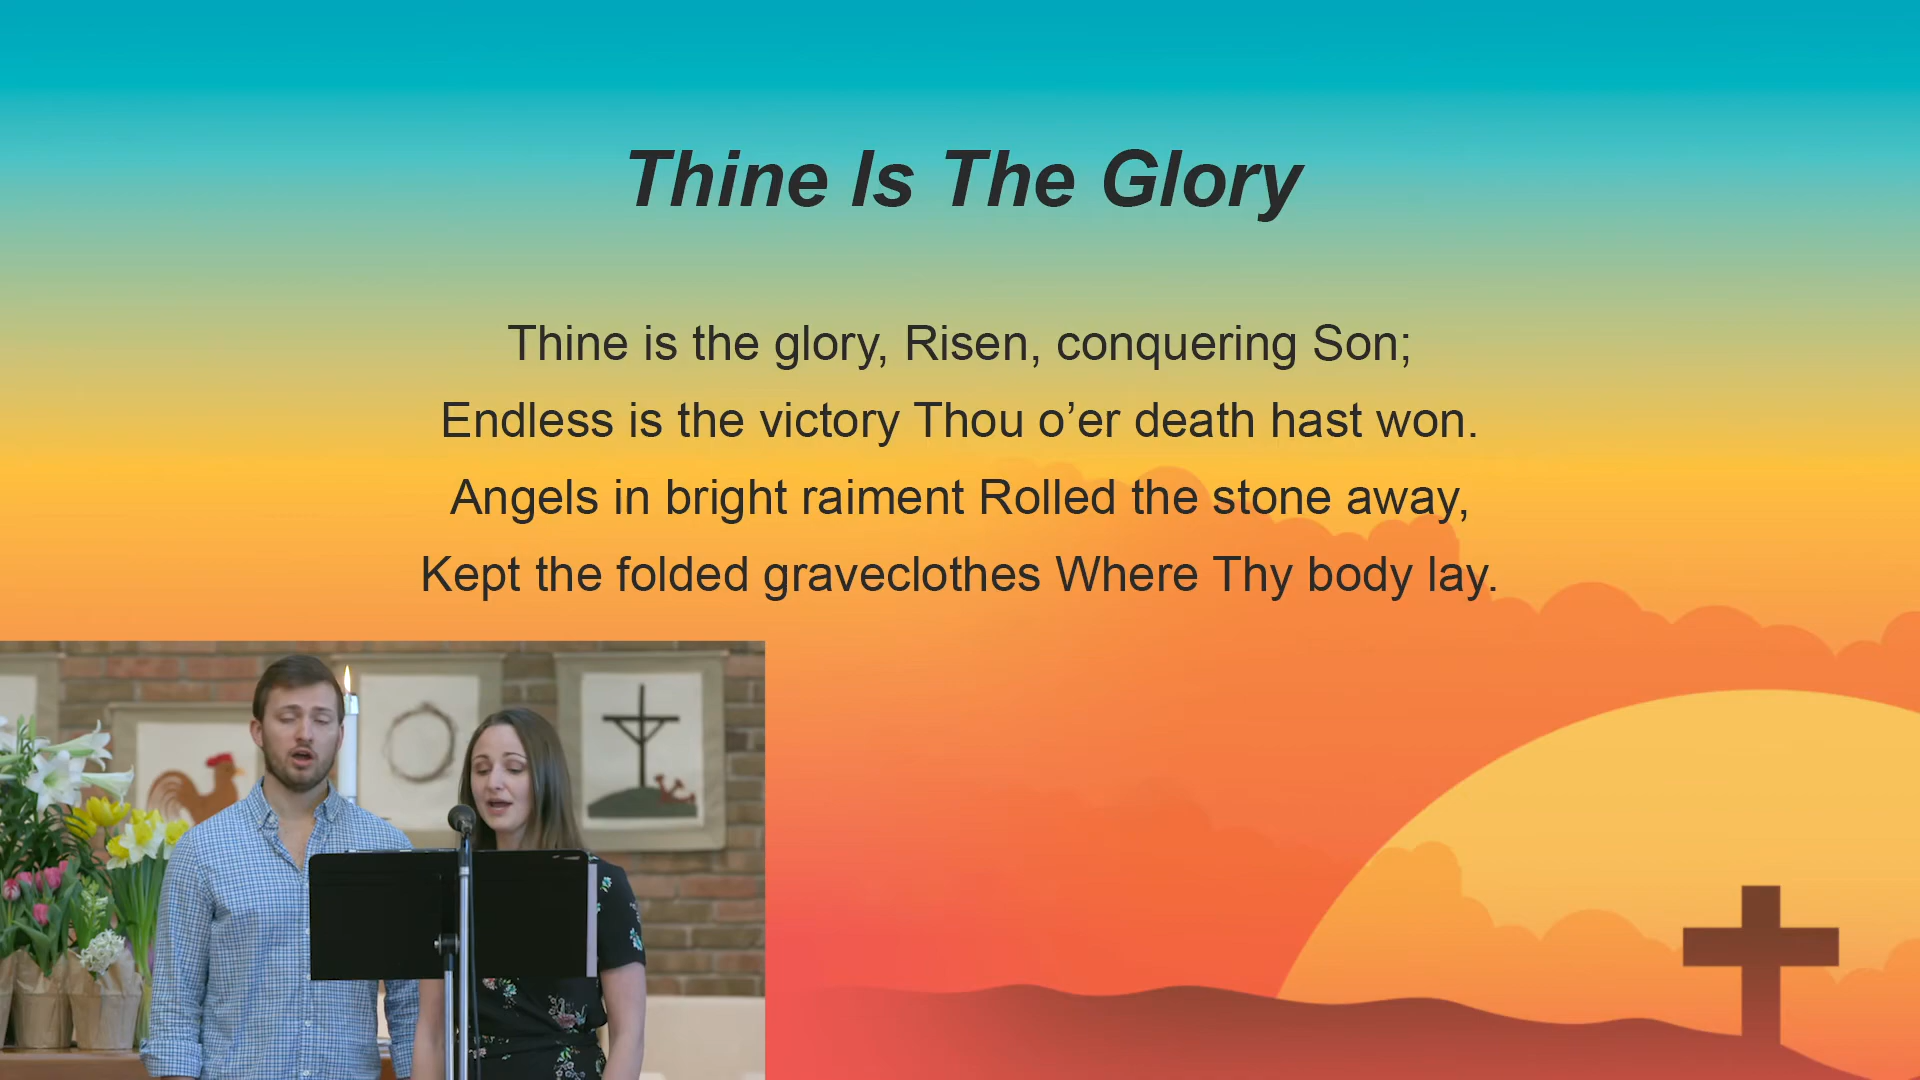 Thine Is The Glory
Thine is the glory, Risen, conquering Son;
Endless is the victory Thou o’er death hast won.
Angels in bright raiment Rolled the stone away,
Kept the folded graveclothes Where Thy body lay.